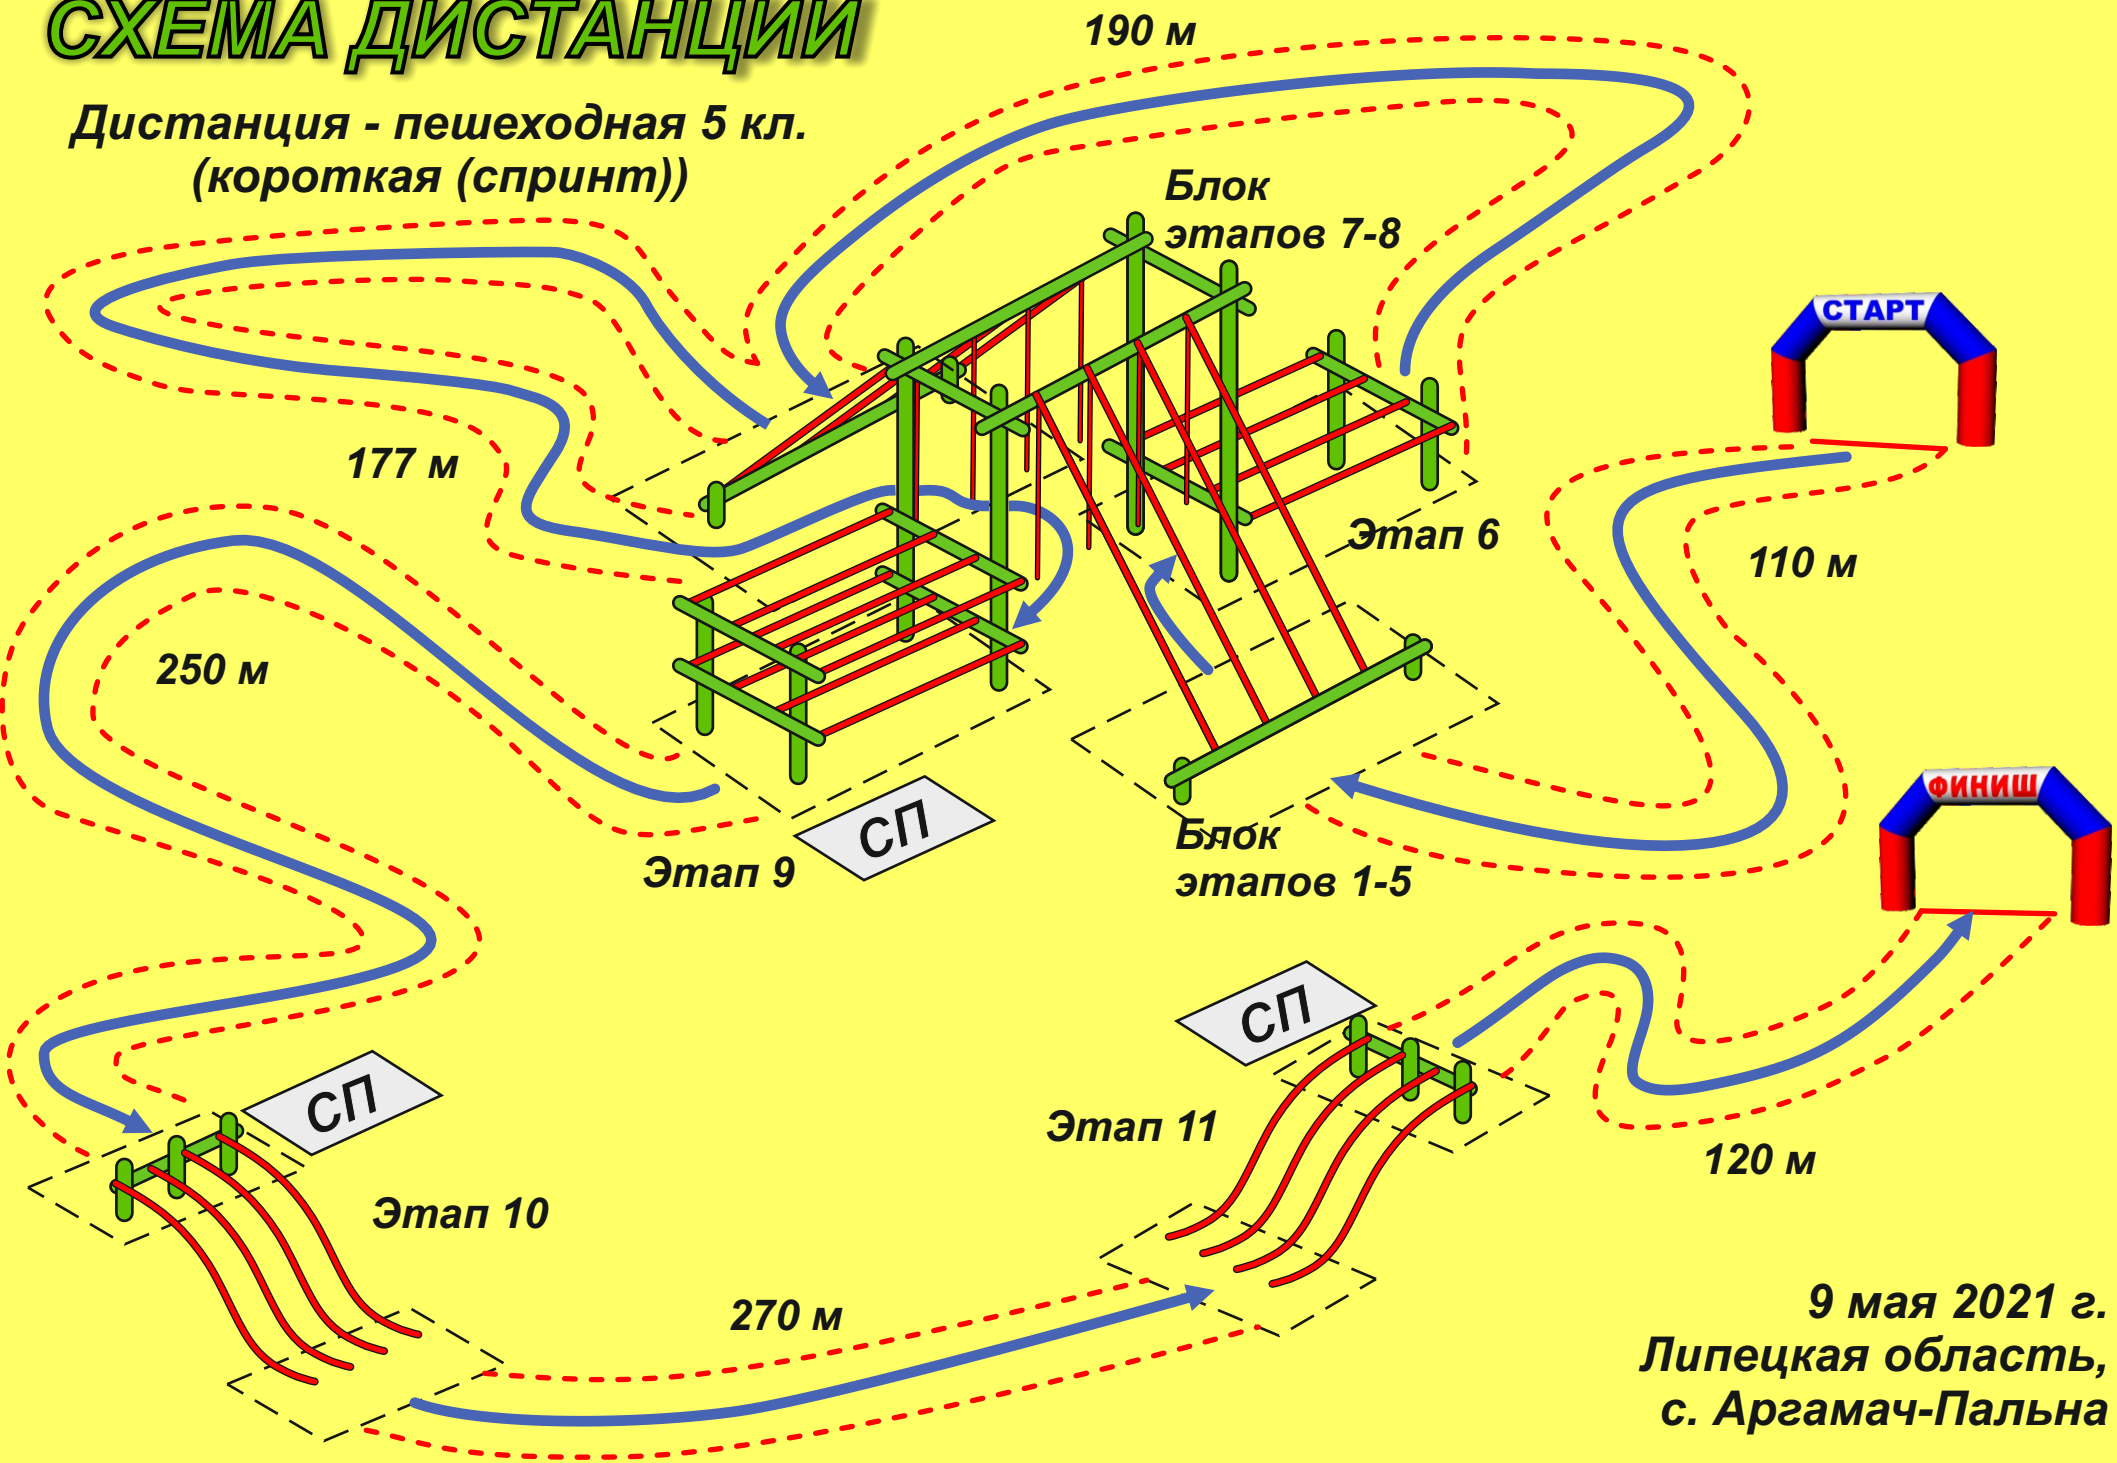 СХЕМА ДИСТАНЦИИ
Дистанция - пешеходная 5 кл.
(короткая (спринт))
190 м
Блок
этапов 7-8
СТАРТ
177 м
Этап 6
110 м
250 м
ФИНИШ
СП
Этап 9
Блок
этапов 1-5
СП
СП
Этап 11
120 м
Этап 10
270 м
9 мая 2021 г.
Липецкая область,
с. Аргамач-Пальна